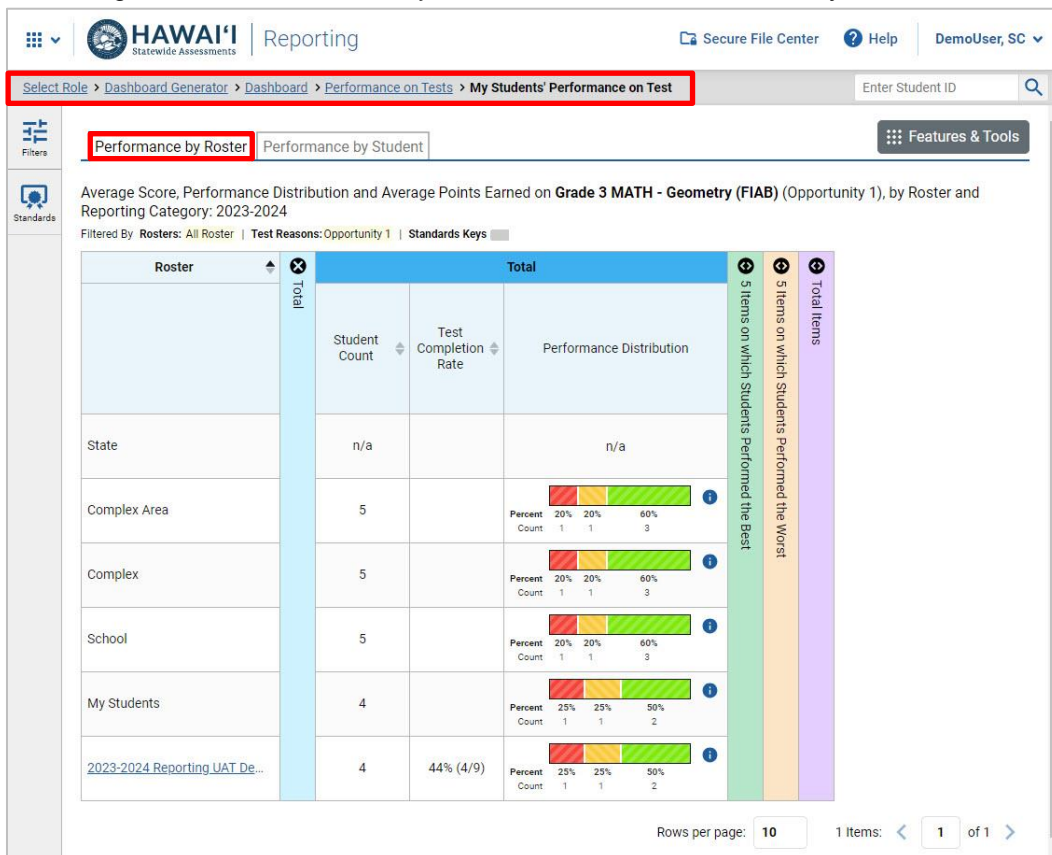 HAWAI‘I
Statewide Assessments
Reporting
Secure File Center
Help
DemoUser, SC
Select Role > Dashboard Generator > Dashboard > Performance on Tests > My Students' Performance on Test
Enter Student ID
Filters
Standards
Performance by Roster
Performance by Student
Features & Tools
Average Score, Performance Distribution and Average Points Earned on Grade 3 MATH - Geometry (FIAB) (Opportunity 1), by Roster and
Reporting Category: 2023-2024
Filtered By Rosters: All Roster | Test Reasons: Opportunity 1 | Standards Keys
Roster
Total
Total
5 Items on which Students Performed the Best
5 Items on which Students Performed the Worst
Total Items
Student
Count
Test
Completion
Rate
Performance Distribution
State
n/a
n/a
Complex Area
5
Percent 20% 20% 60%
Count 1 1 3
Complex
5
Percent 20% 20% 60%
Count 1 1 3
School
5
Percent 20% 20% 60%
Count 1 1 3
My Students
4
Percent 25% 25% 50%
Count 1 1 2
2023-2024 Reporting UAT De...
4
44% (4/9)
Percent 25% 25% 50%
Count 1 1 2
Rows per page: 10
1 Items: < 1 of 1 >